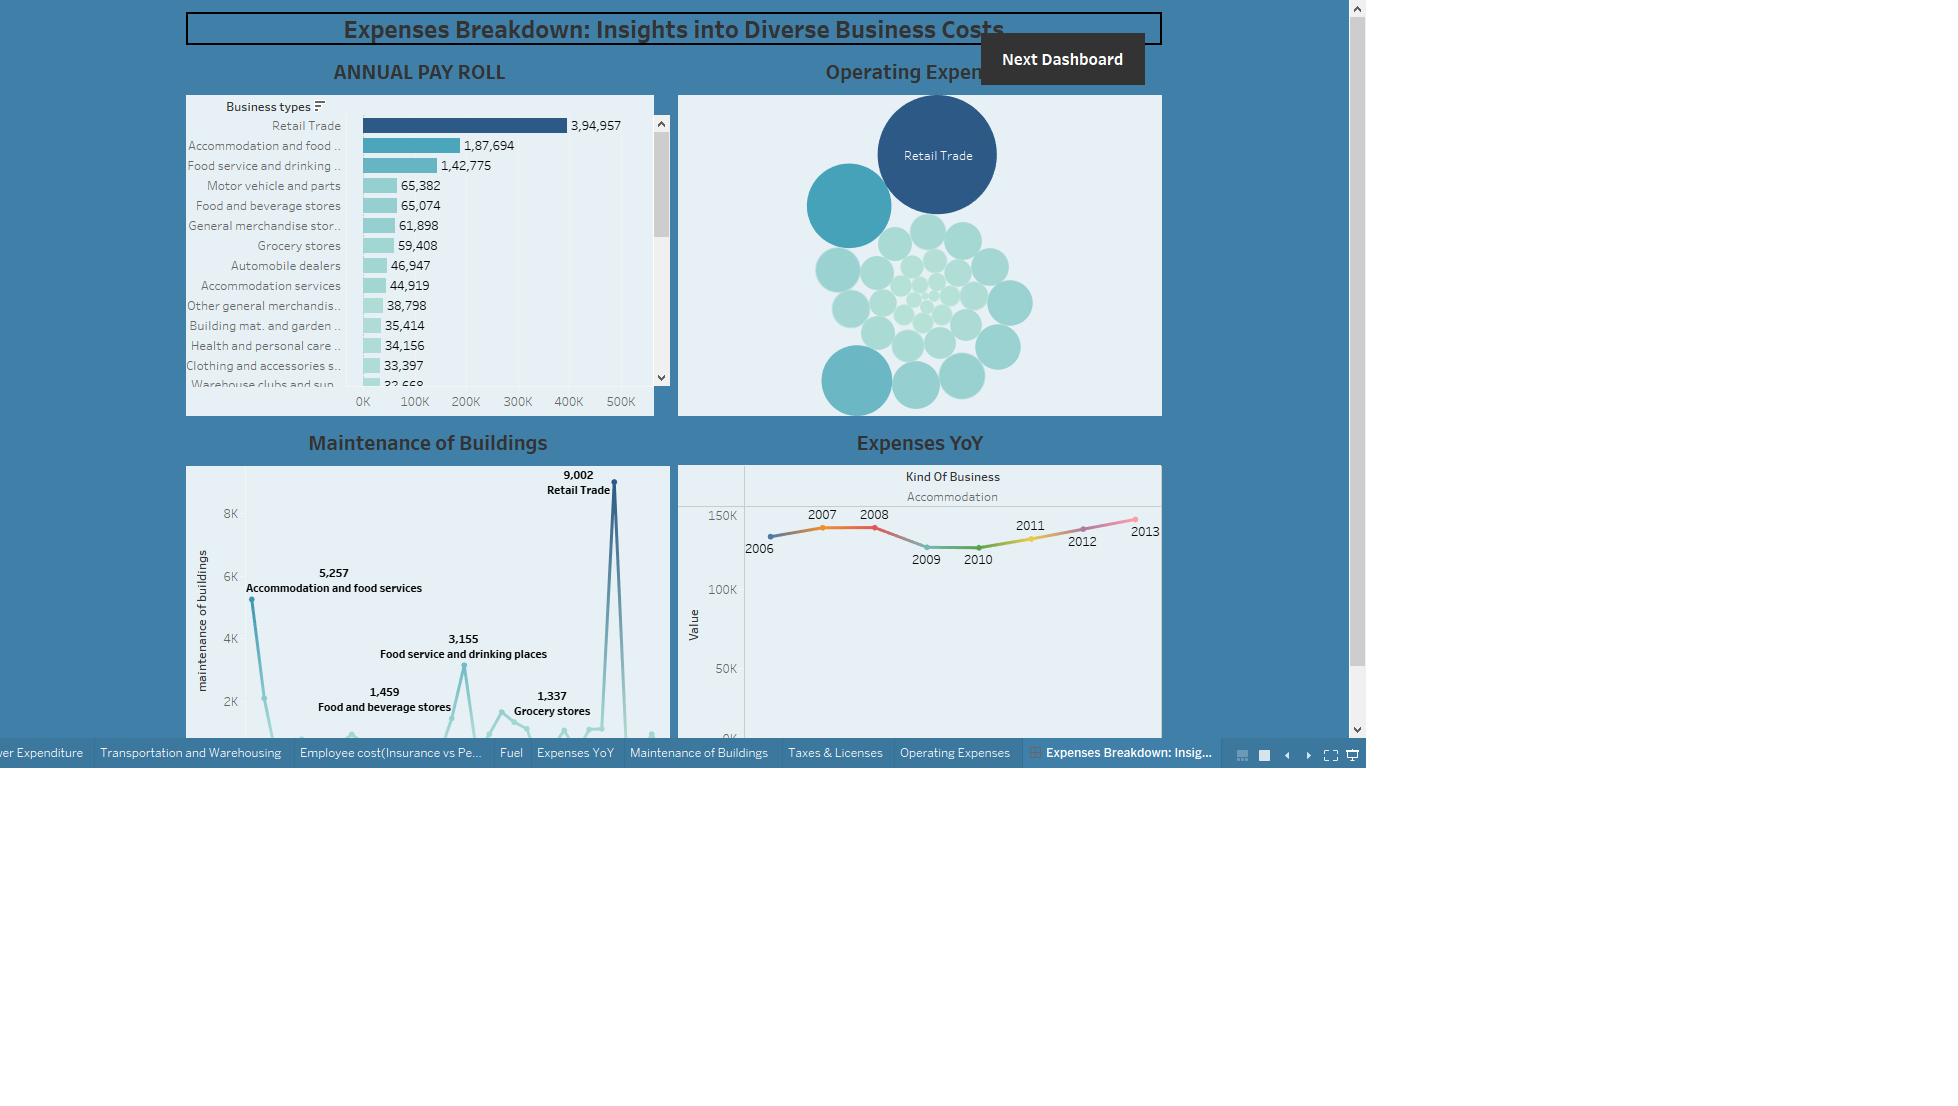 Expenses Breakdown: Insights into Diverse Business Costs
Next Dashboard
ANNUAL PAY ROLL
Operating Expen
Business types
Retail Trade 3,94,957
Accommodation and food .. 1,87,694
Food service and drinking .. 1,42,775
Motor vehicle and parts 65,382
Food and beverage stores 65,074
General merchandise stor.. 61,898
Grocery stores 59,408
Automobile dealers 46,947
Accommodation services 44,919
Other general merchandis.. 38,798
Building mat. and garden .. 35,414
Health and personal care .. 34,156
Clothing and accessories s.. 33,397
Warehouse clubs and sup.. 32,668
0K 100K 200K 300K 400K 500K
Retail Trade
Maintenance of Buildings
maintenance of buildings
8K
6K
4K
2K
9,002
Retail Trade
5,257
Accommodation and food services
3,155
Food service and drinking places
1,459
Food and beverage stores
1,337
Grocery stores
Expenses YoY
Kind Of Business
Accommodation
Value
150K
100K
50K
0K
2006
2007
2008
2009
2010
2011
2012
2013
ver Expenditure
Transportation and Warehousing
Employee cost(Insurance vs Pe...
Fuel
Expenses YoY
Maintenance of Buildings
Taxes & Licenses
Operating Expenses
Expenses Breakdown: Insig...